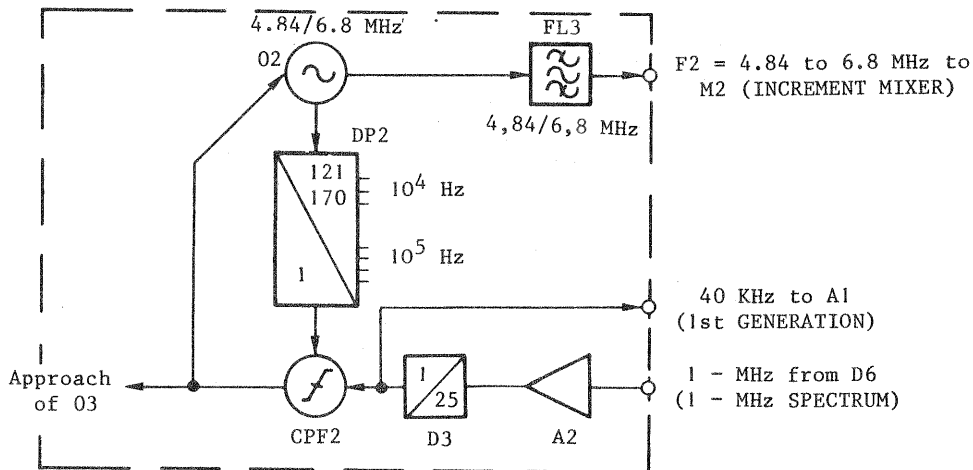 4.84/6.8 MHz
O2
FL3
F2 = 4.84 to 6.8 MHz to
M2 (INCREMENT MIXER)
4,84/6,8 MHz
DP2
121
170
10⁴ Hz
10⁵ Hz
1
40 KHz to A1
(1st GENERATION)
Approach
of O3
1
25
1 - MHz from D6
(1 - MHz SPECTRUM)
CPF2
D3
A2